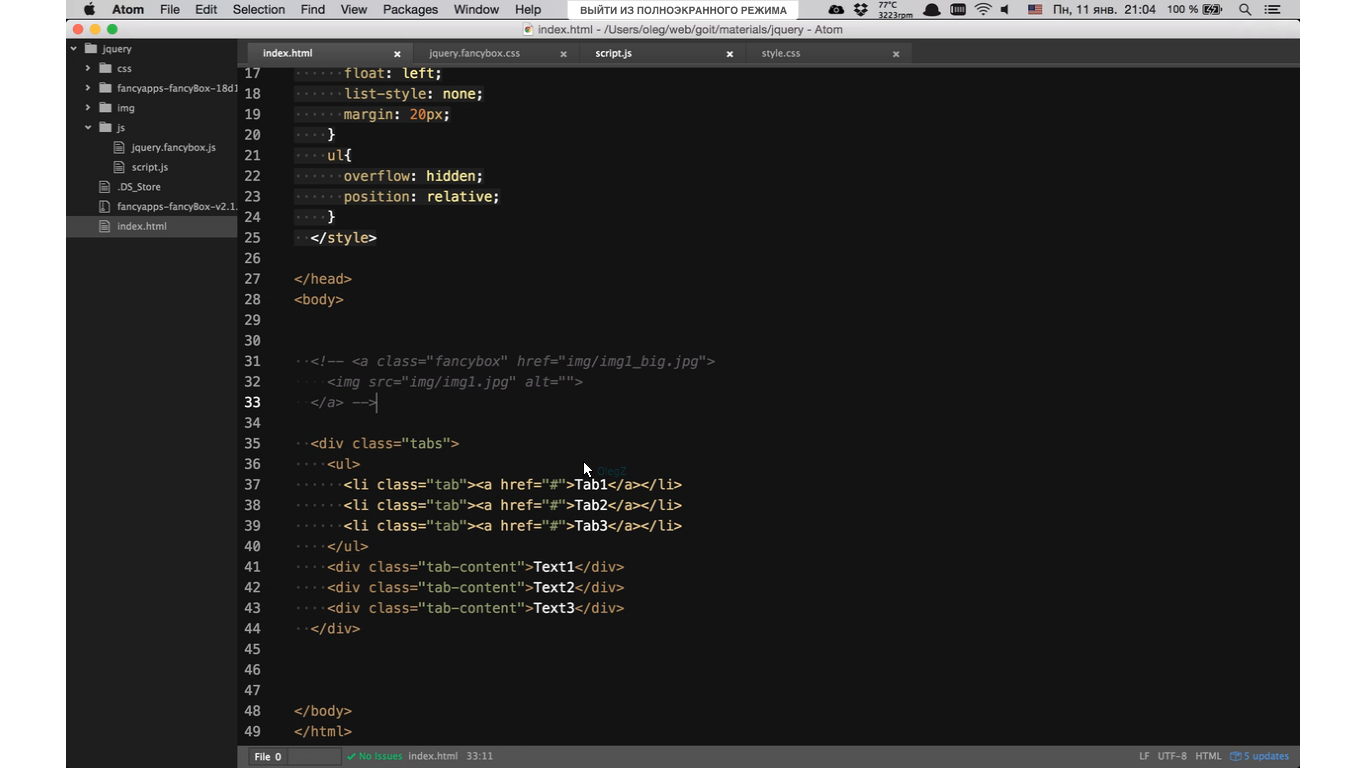 Atom File Edit Selection Find View Packages Window Help ВЫЙТИ ИЗ ПОЛНОЭКРАННОГО РЕЖИМА 77°C 3223rpm Пн, 11 янв. 21:04 100 %
index.html - /Users/oleg/web/goit/materials/jquery - Atom
jquery
css
fancyapps-fancyBox-18d1
img
js
jquery.fancybox.js
script.js
.DS_Store
fancyapps-fancyBox-v2.1.
index.html
index.html jquery.fancybox.css script.js style.css
17 float: left;
18 list-style: none;
19 margin: 20px;
20 }
21 ul{
22 overflow: hidden;
23 position: relative;
24 }
25 </style>
26
27 </head>
28 <body>
29
30
31 <!-- <a class="fancybox" href="img/img1_big.jpg">
32 <img src="img/img1.jpg" alt="">
33 </a> -->
34
35 <div class="tabs">
36 <ul>
OlegZ
37 <li class="tab"><a href="#">Tab1</a></li>
38 <li class="tab"><a href="#">Tab2</a></li>
39 <li class="tab"><a href="#">Tab3</a></li>
40 </ul>
41 <div class="tab-content">Text1</div>
42 <div class="tab-content">Text2</div>
43 <div class="tab-content">Text3</div>
44 </div>
45
46
47
48 </body>
49 </html>
File 0 No Issues index.html 33:11 LF UTF-8 HTML 5 updates